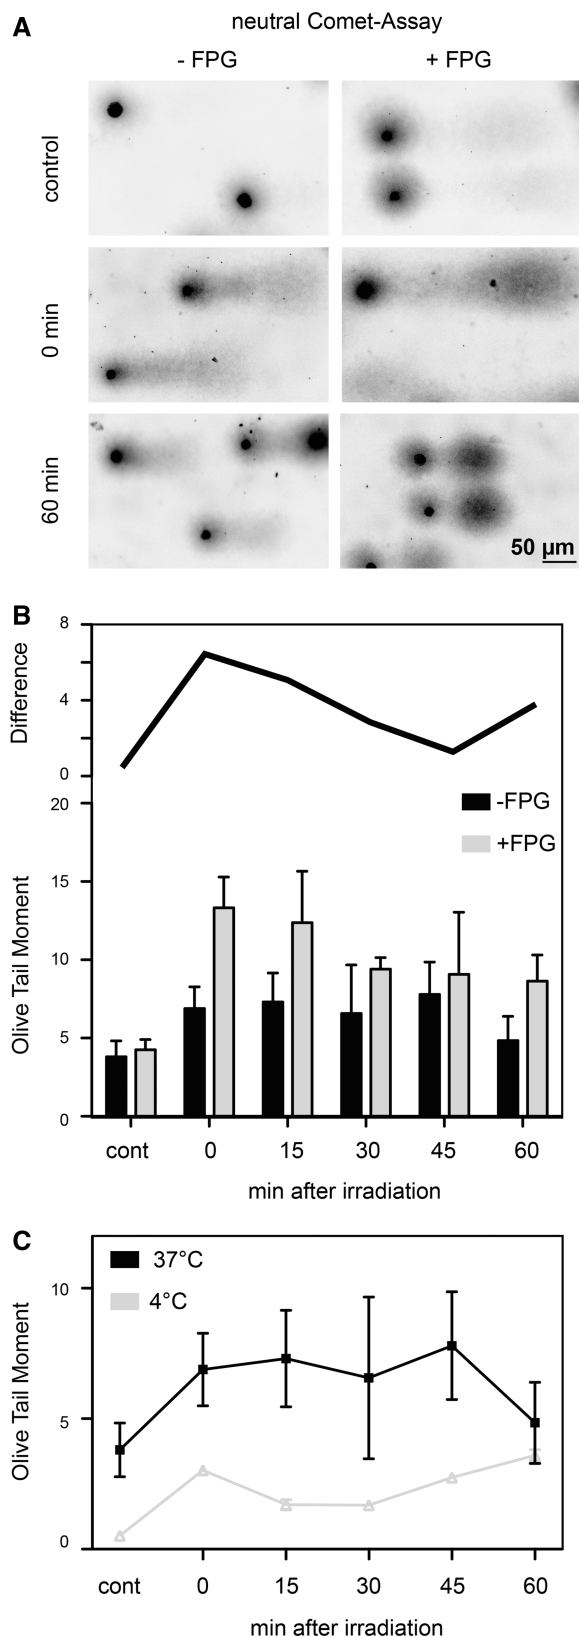 A
neutral Comet-Assay
- FPG
+ FPG
control
0 min
60 min
50 µm
B
Difference
8
4
0
-FPG
+FPG
Olive Tail Moment
20
15
10
5
0
cont 0 15 30 45 60
min after irradiation
C
37°C
4°C
Olive Tail Moment
10
5
0
cont 0 15 30 45 60
min after irradiation